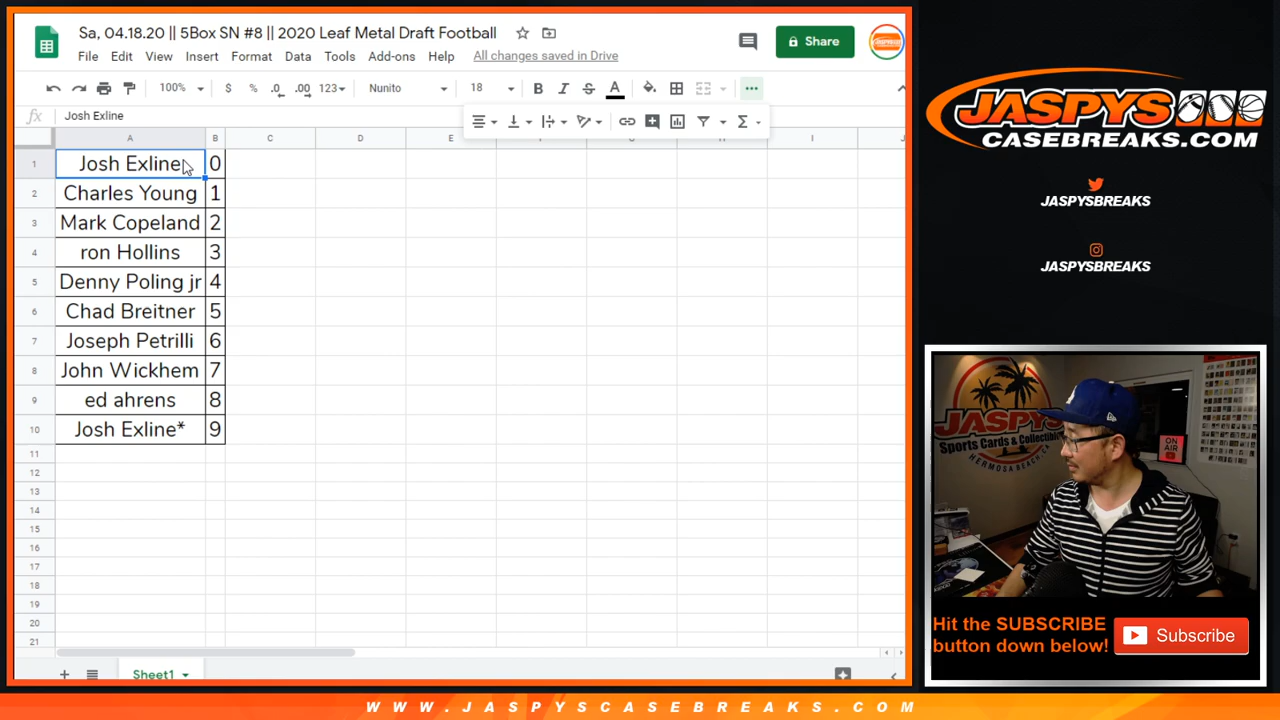 Sa, 04.18.20 || 5Box SN #8 || 2020 Leaf Metal Draft Football
File Edit View Insert Format Data Tools Add-ons Help All changes saved in Drive
Share
100% $ % .0 .00 123 Nunito 18 B I S A
fx Josh Exline
A B C D E H I
1 Josh Exline 0
2 Charles Young 1
3 Mark Copeland 2
4 ron Hollins 3
5 Denny Poling jr 4
6 Chad Breitner 5
7 Joseph Petrilli 6
8 John Wickhem 7
9 ed ahrens 8
10 Josh Exline* 9
11
12
13
14
15
16
17
18
19
20
21
Sheet1
JASPYS
CASEBREAKS.COM
JASPYSBREAKS
JASPYSBREAKS
JASPYS
Sports Cards & Collectibles
HERMOSA BEACH, CA
ON AIR
LA
Hit the SUBSCRIBE
button down below!
Subscribe
WWW.JASPYSCASEBREAKS.COM